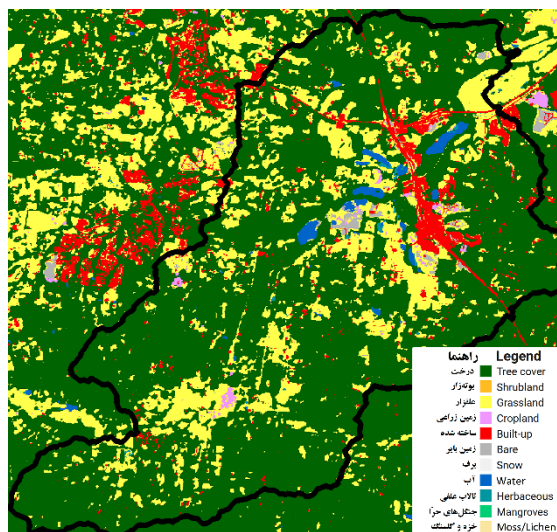 راهنما Legend
درخت Tree cover
بوته‌زار Shrubland
علفزار Grassland
زمین زراعی Cropland
ساخته شده Built-up
زمین بایر Bare
برف Snow
آب Water
تالاب علفی Herbaceous
جنگل‌های حرّا Mangroves
خزه و گلسنگ Moss/Lichen